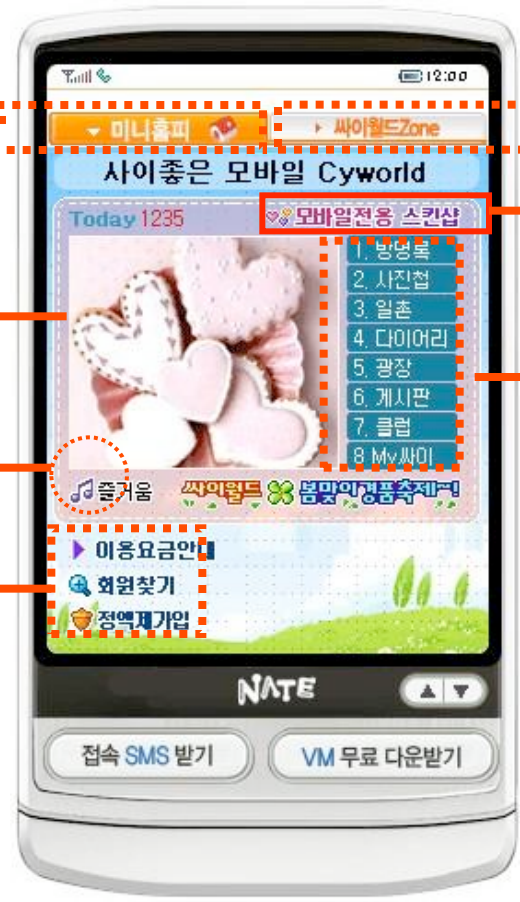 12:00
미니홈피
싸이월드Zone
사이좋은 모바일 Cyworld
Today 1235
모바일전용 스킨샵
1. 방명록
2. 사진첩
3. 일촌
4. 다이어리
5. 광장
6. 게시판
7. 클럽
8 My싸이
즐거움
싸이월드 봄맞이경품축제~!
이용요금안내
회원찾기
정액제가입
NATE
접속 SMS 받기
VM 무료 다운받기